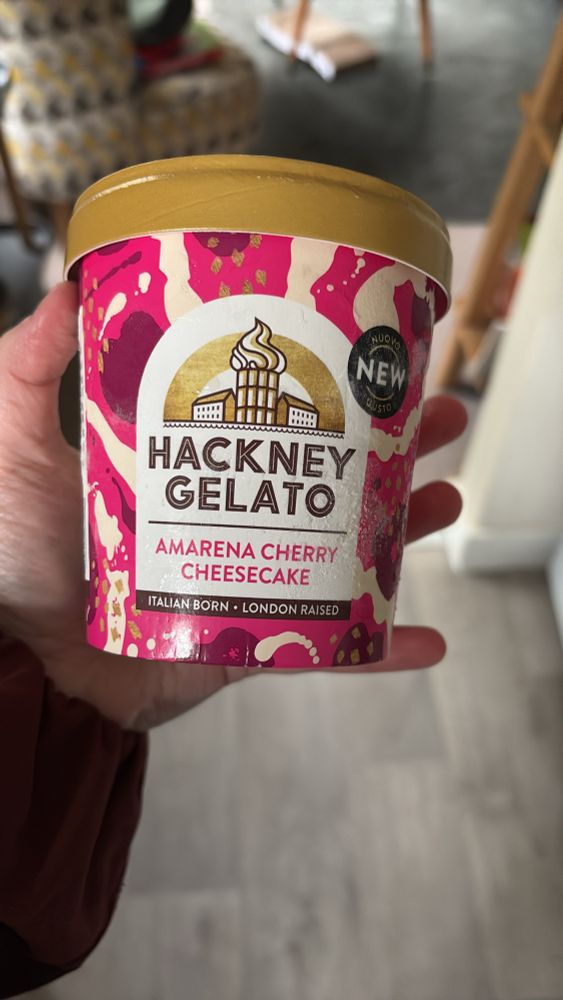 NUOVO
NEW
GUSTO
HACKNEY
GELATO
AMARENA CHERRY
CHEESECAKE
ITALIAN BORN • LONDON RAISED